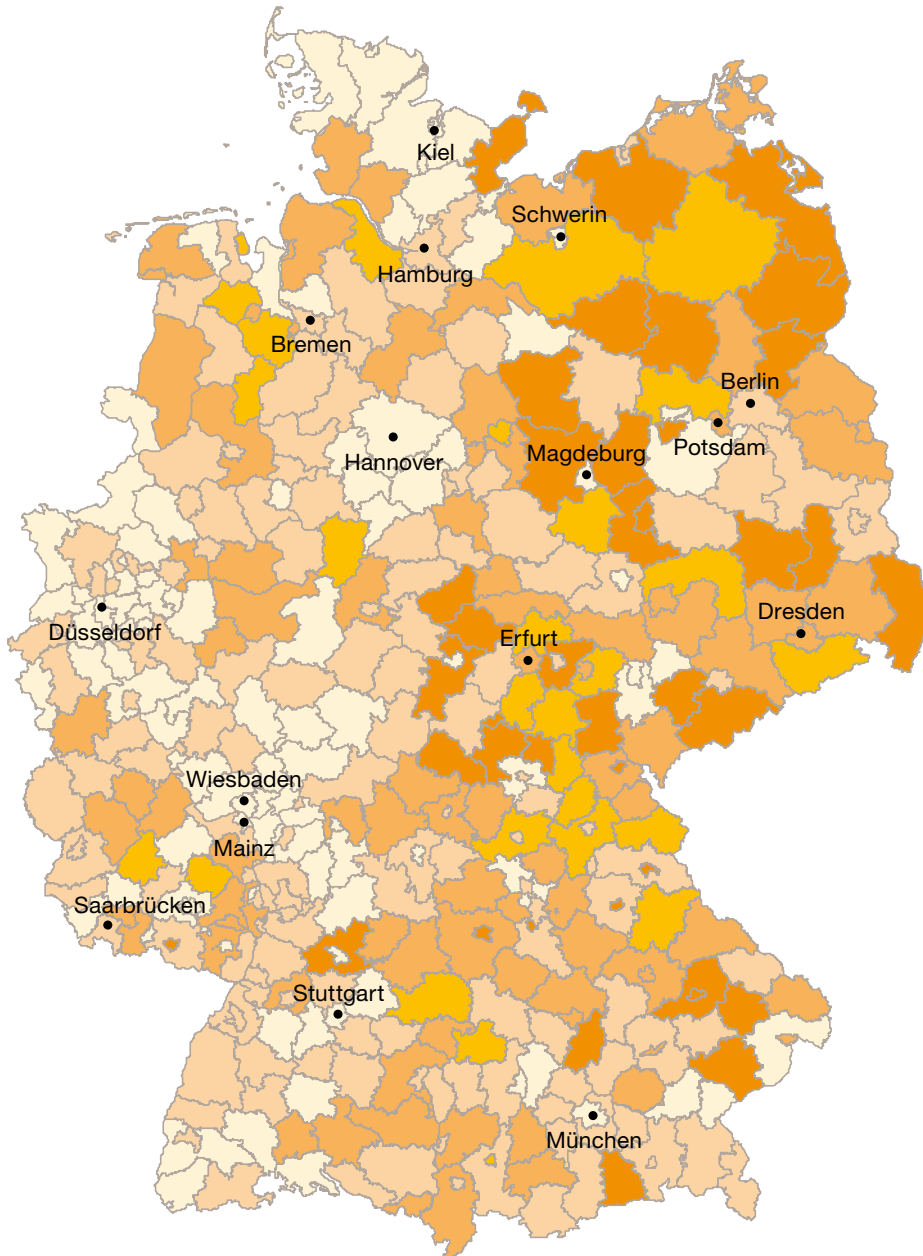 Kiel
Schwerin
Hamburg
Bremen
Berlin
Hannover
Magdeburg
Potsdam
Düsseldorf
Dresden
Erfurt
Wiesbaden
Mainz
Saarbrücken
Stuttgart
München